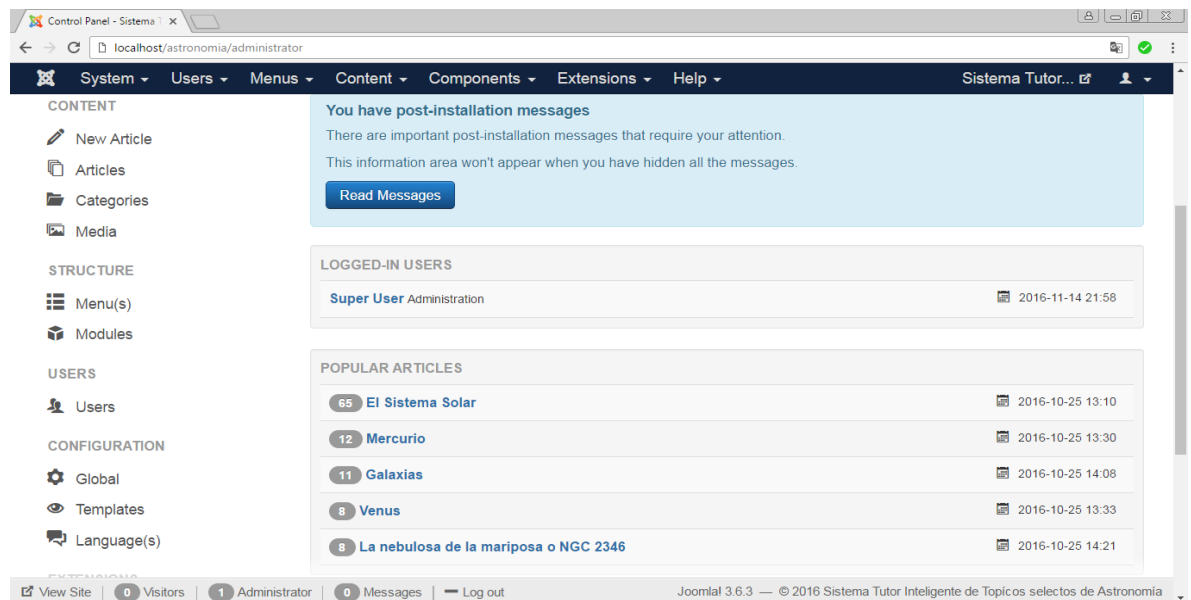 Control Panel - Sistema T
localhost/astronomia/administrator
System Users Menus Content Components Extensions Help Sistema Tutor...
CONTENT
New Article
Articles
Categories
Media
STRUCTURE
Menu(s)
Modules
USERS
Users
CONFIGURATION
Global
Templates
Language(s)
EXTENSIONS
You have post-installation messages
There are important post-installation messages that require your attention.
This information area won't appear when you have hidden all the messages.
Read Messages
LOGGED-IN USERS
Super User Administration 2016-11-14 21:58
POPULAR ARTICLES
65 El Sistema Solar 2016-10-25 13:10
12 Mercurio 2016-10-25 13:30
11 Galaxias 2016-10-25 14:08
8 Venus 2016-10-25 13:33
8 La nebulosa de la mariposa o NGC 2346 2016-10-25 14:21
View Site | 0 Visitors | 1 Administrator | 0 Messages | Log out Joomla! 3.6.3 — © 2016 Sistema Tutor Inteligente de Topícos selectos de Astronomía